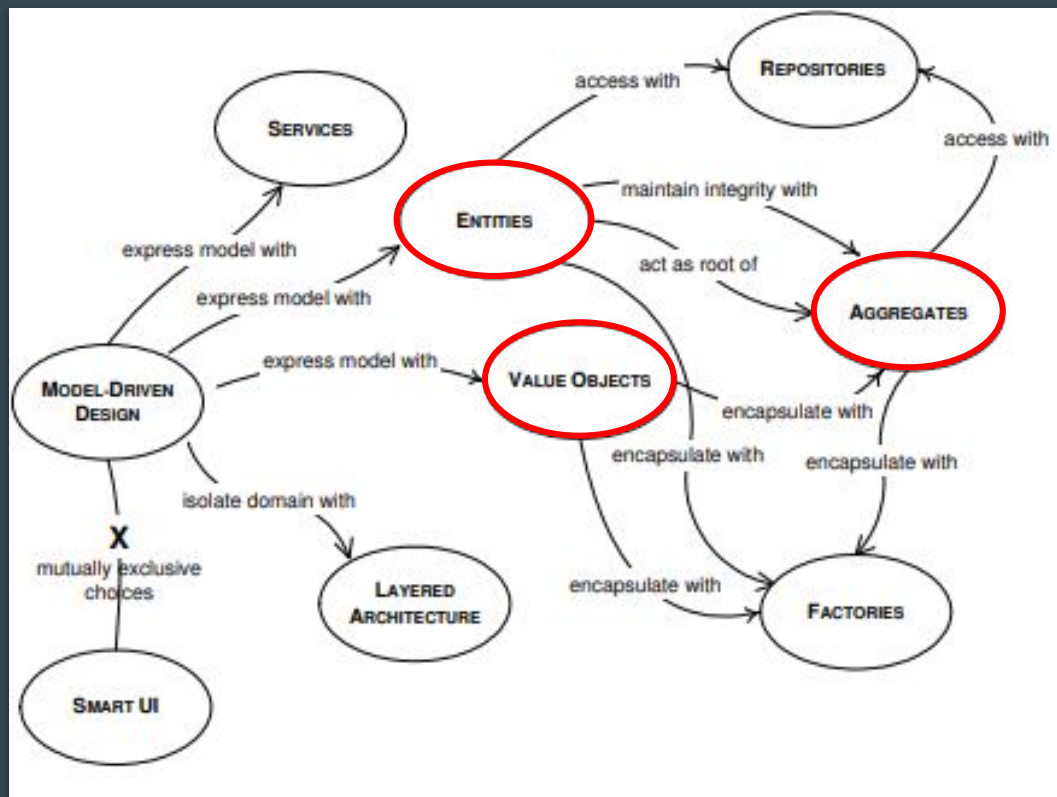 REPOSITORIES
access with
SERVICES
access with
maintain integrity with
ENTITIES
express model with
act as root of
express model with
AGGREGATES
express model with
VALUE OBJECTS
MODEL-DRIVEN
DESIGN
encapsulate with
encapsulate with
encapsulate with
isolate domain with
X
mutually exclusive
choices
encapsulate with
LAYERED
ARCHITECTURE
FACTORIES
SMART UI